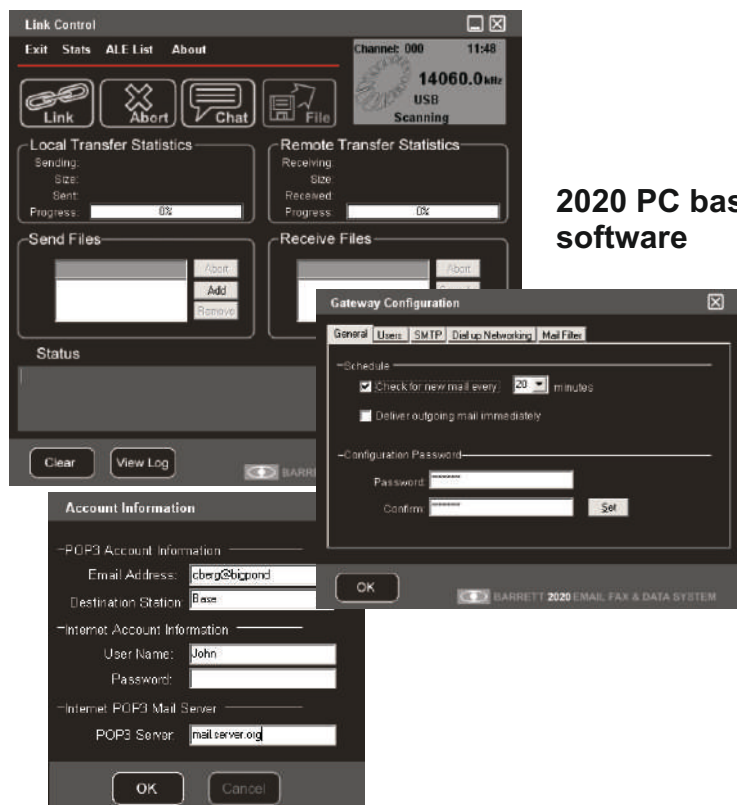 Link Control
Exit Stats ALE List About
Channel: 000 11:48
14060.0 kHz
USB
Scanning
Link Abort Chat File
Local Transfer Statistics
Sending:
Size:
Sent:
Progress: 0%
Remote Transfer Statistics
Receiving:
Size:
Received:
Progress: 0%
2020 PC bas
software
Send Files
Abort
Add
Remove
Receive Files
Abort
Status
Clear View Log
BARR
Gateway Configuration
General Users SMTP Dial up Networking Mail Filter
Schedule
Check for new mail every 20 minutes
Deliver outgoing mail immediately
Configuration Password
Password: *******
Confirm: *******
Set
OK
BARRETT 2020 EMAIL, FAX & DATA SYSTEM
Account Information
POP3 Account Information
Email Address: cberg@bigpond
Destination Station: Base
Internet Account Information
User Name: John
Password:
Internet POP3 Mail Server
POP3 Server: mail.server.org
OK Cancel